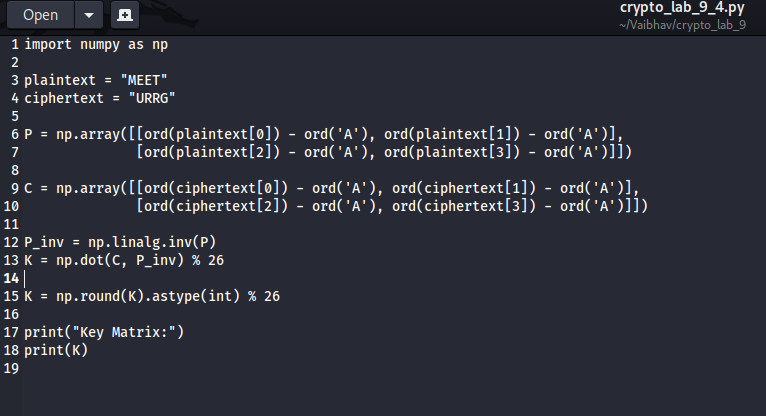 Open
crypto_lab_9_4.py
~/Vaibhav/crypto_lab_9
1 import numpy as np
2
3 plaintext = "MEET"
4 ciphertext = "URRG"
5
6 P = np.array([[ord(plaintext[0]) - ord('A'), ord(plaintext[1]) - ord('A')],
7 [ord(plaintext[2]) - ord('A'), ord(plaintext[3]) - ord('A')]])
8
9 C = np.array([[ord(ciphertext[0]) - ord('A'), ord(ciphertext[1]) - ord('A')],
10 [ord(ciphertext[2]) - ord('A'), ord(ciphertext[3]) - ord('A')]])
11
12 P_inv = np.linalg.inv(P)
13 K = np.dot(C, P_inv) % 26
14
15 K = np.round(K).astype(int) % 26
16
17 print("Key Matrix:")
18 print(K)
19